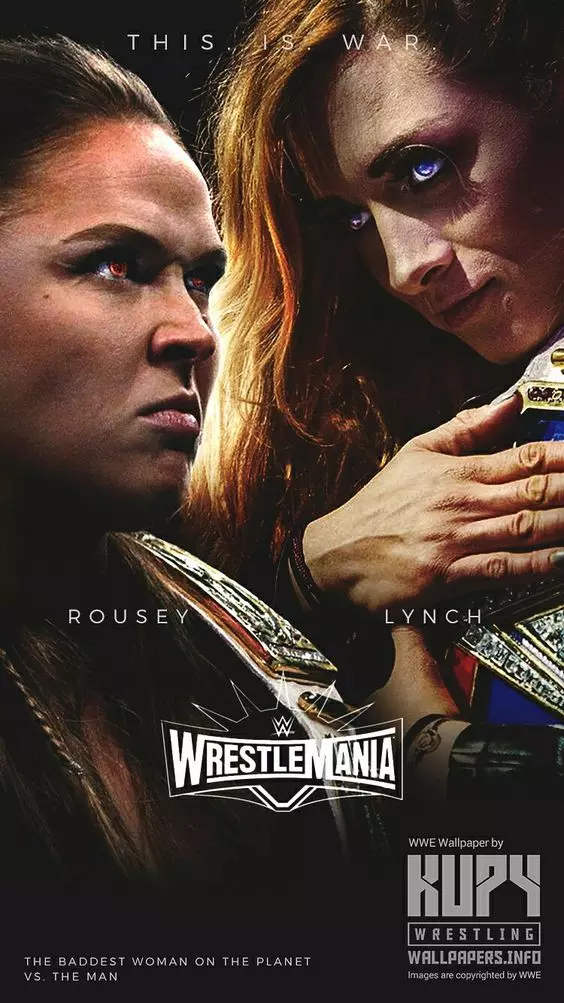 THIS. IS. WAR.
ROUSEY
LYNCH
W
WRESTLEMANIA
WWE Wallpaper by
KUPY
WRESTLING
WALLPAPERS.INFO
Images are copyrighted by WWE
THE BADDEST WOMAN ON THE PLANET
VS. THE MAN